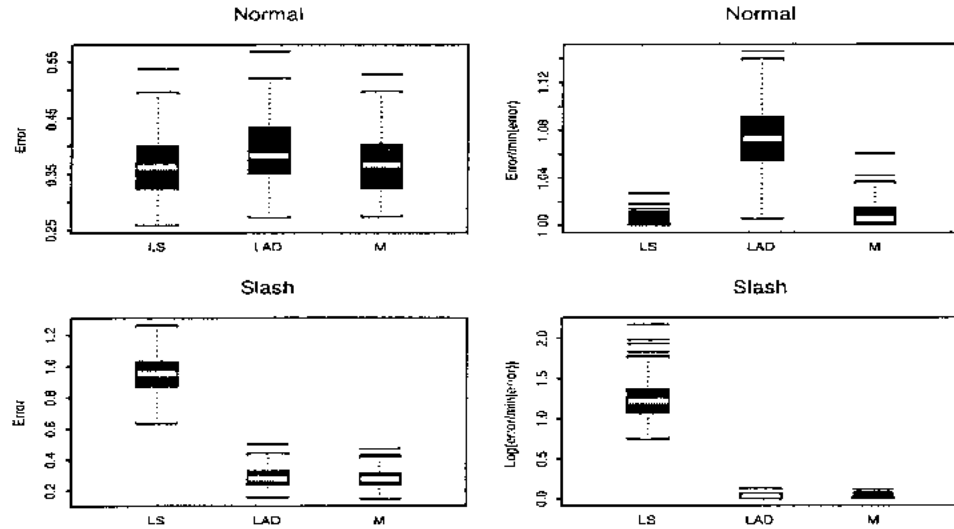 Normal
Error
0.55
0.45
0.35
0.25
LS
LAD
M
Normal
Error/min(error)
1.12
1.08
1.04
1.00
LS
LAD
M
Slash
Error
1.2
1.0
0.8
0.6
0.4
0.2
LS
LAD
M
Slash
Log(error/min(error))
2.0
1.5
1.0
0.5
0.0
LS
LAD
M